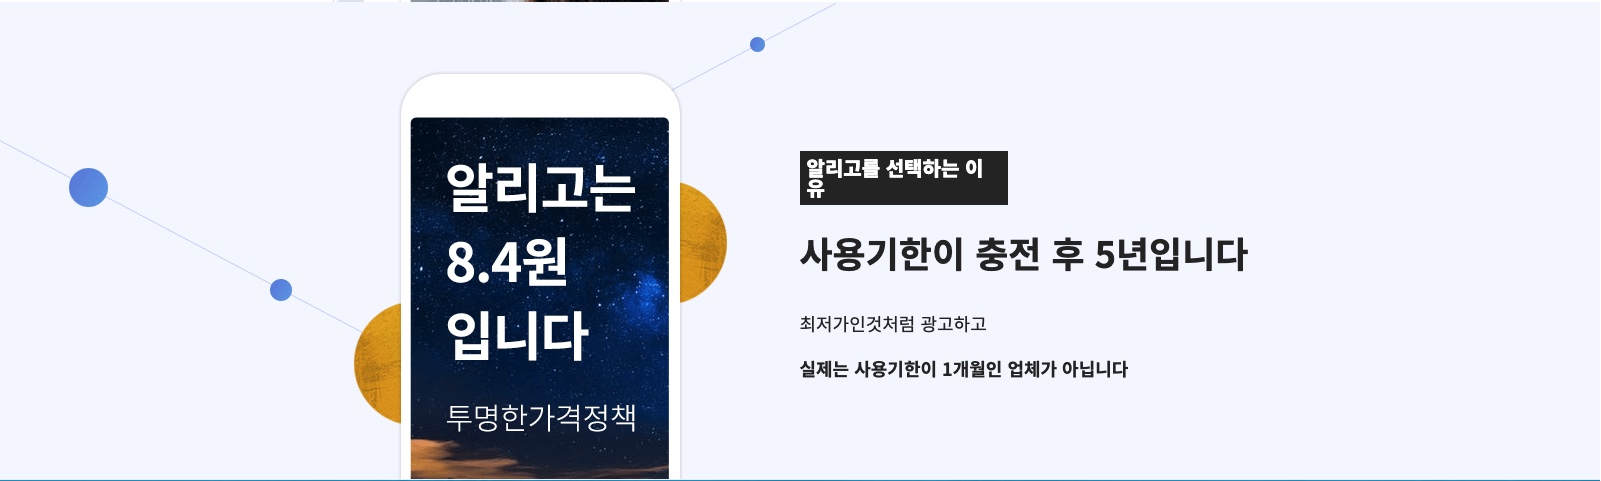 알리고는
8.4원
입니다
투명한가격정책
알리고를 선택하는 이
유
사용기한이 충전 후 5년입니다
최저가인것처럼 광고하고
실제는 사용기한이 1개월인 업체가 아닙니다